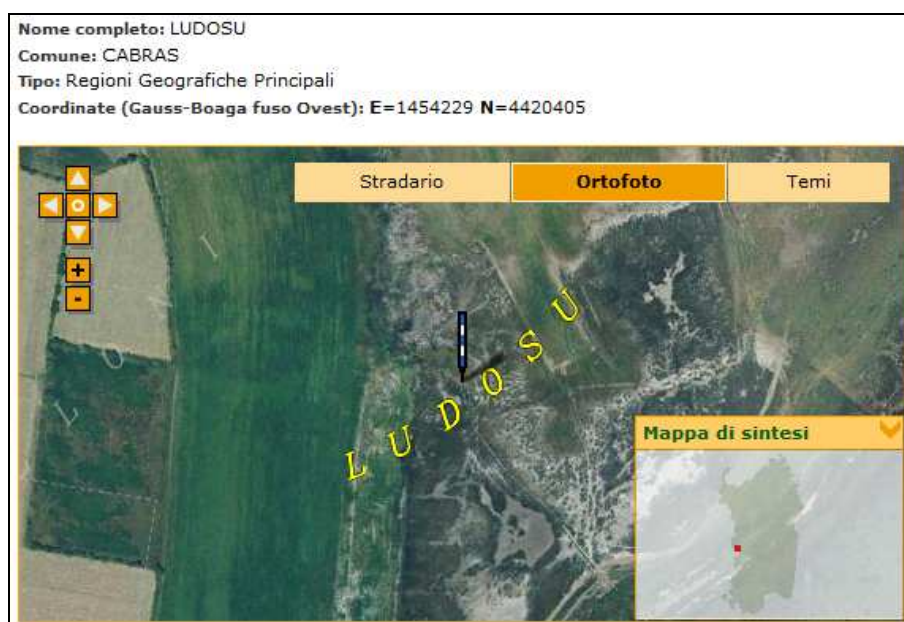 Nome completo: LUDOSU
Comune: CABRAS
Tipo: Regioni Geografiche Principali
Coordinate (Gauss-Boaga fuso Ovest): E=1454229 N=4420405
Stradario Ortofoto Temi
+
-
LUDOSU
Mappa di sintesi